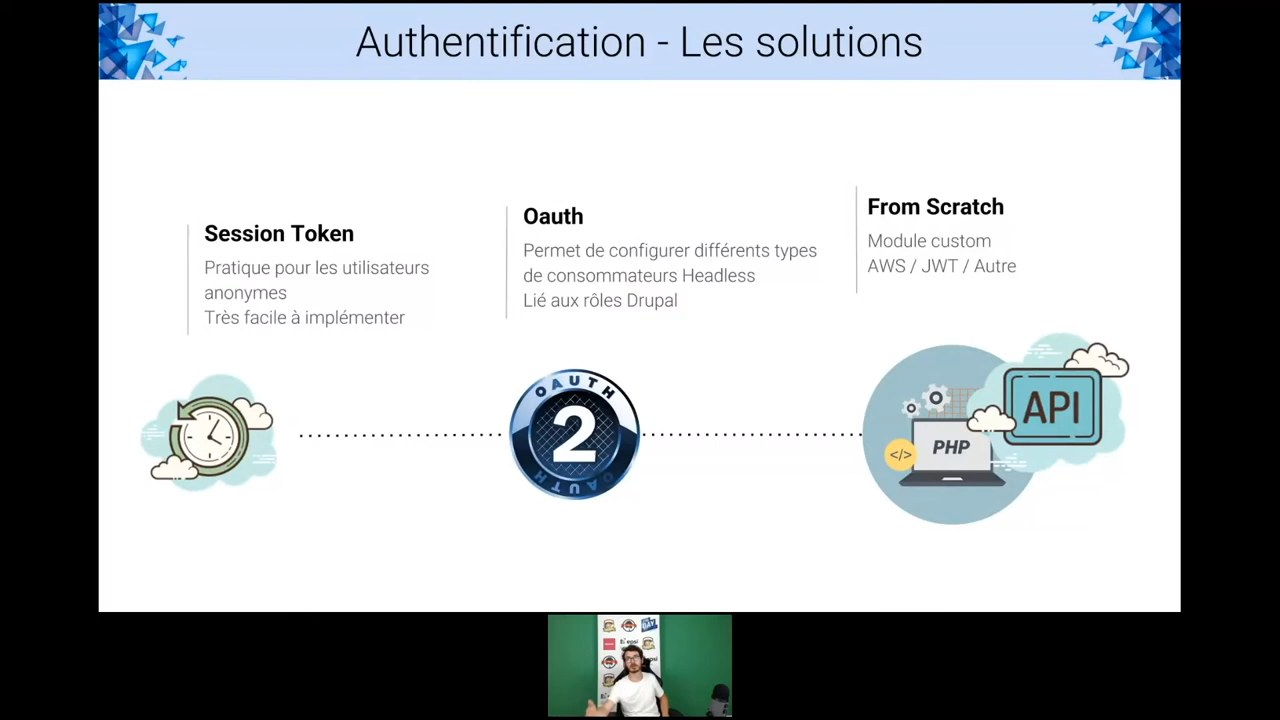 Authentification - Les solutions
Session Token
Pratique pour les utilisateurs
anonymes
Très facile à implémenter
Oauth
Permet de configurer différents types
de consommateurs Headless
Lié aux rôles Drupal
From Scratch
Module custom
AWS / JWT / Autre
OAUTH
2
OAUTH
</>
PHP
API